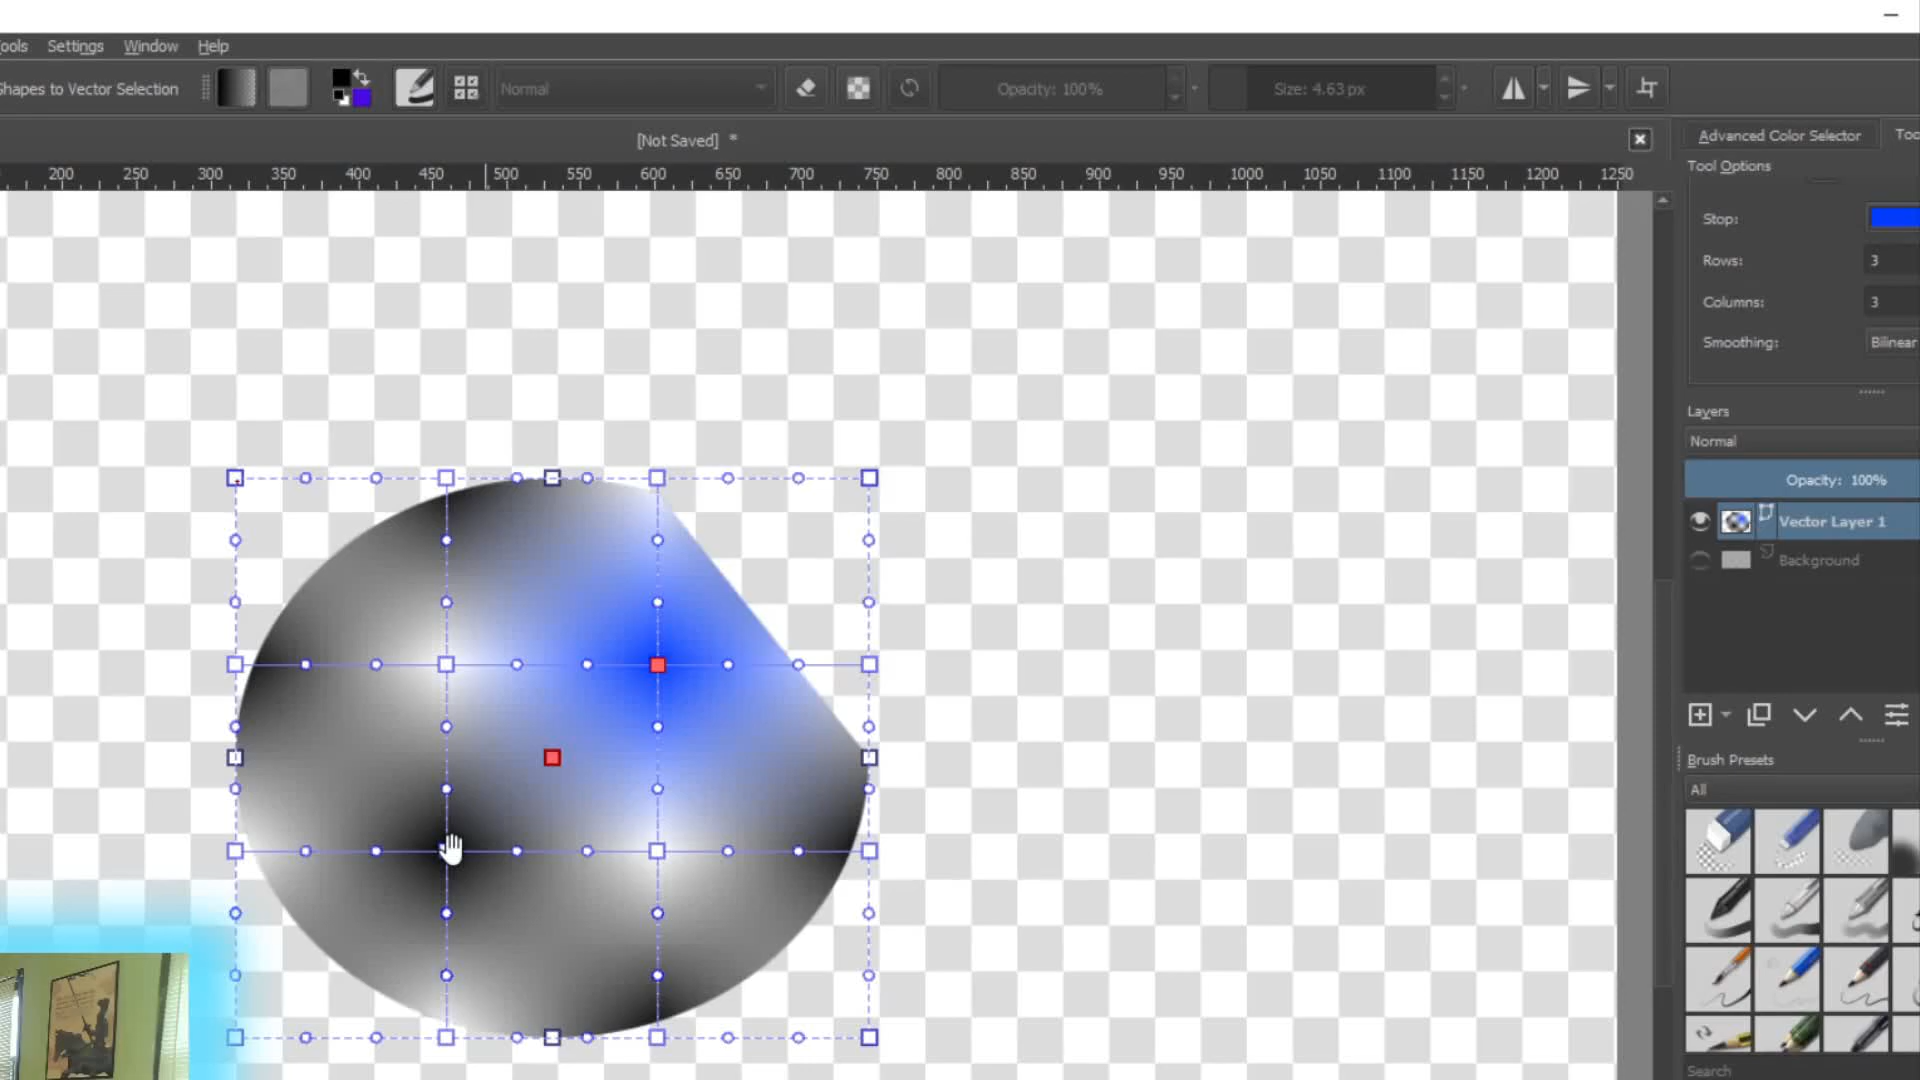 ools Settings Window Help
Shapes to Vector Selection Normal Opacity: 100% Size: 4.63 px
[Not Saved] *
200 250 300 350 400 450 500 550 600 650 700 750 800 850 900 950 1000 1050 1100 1150 1200 1250
Advanced Color Selector Too
Tool Options
Stop:
Rows: 3
Columns: 3
Smoothing: Bilinear
Layers
Normal
Opacity: 100%
Vector Layer 1
Background
Brush Presets
All
Search